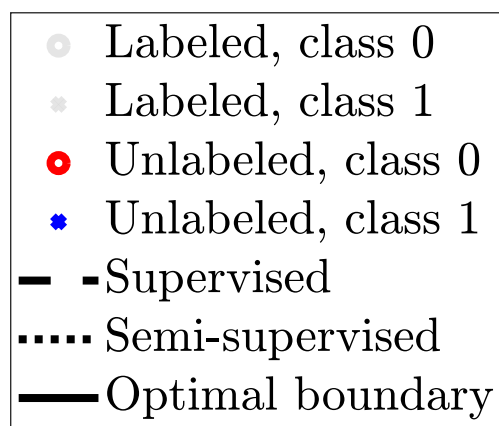 Labeled, class 0
Labeled, class 1
Unlabeled, class 0
Unlabeled, class 1
Supervised
Semi-supervised
Optimal boundary